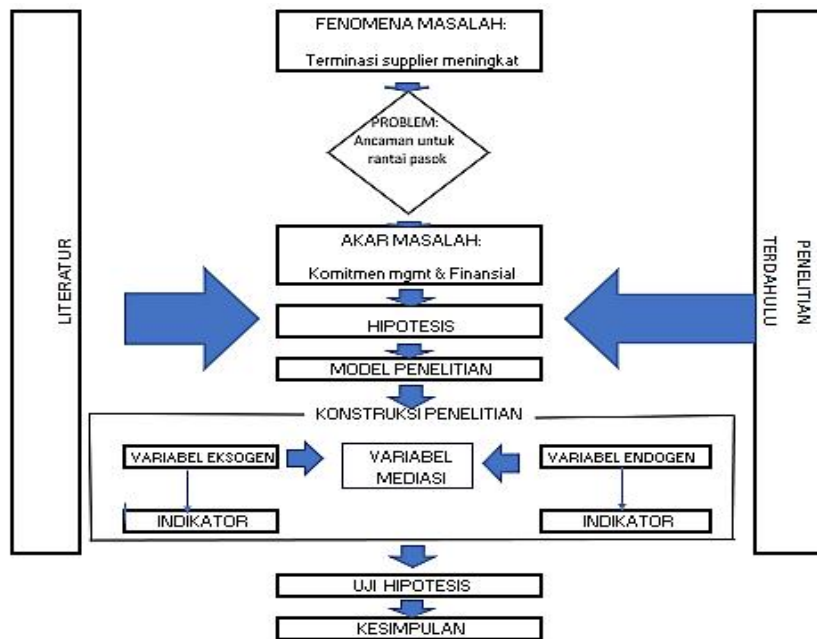 FENOMENA MASALAH:
Terminasi supplier meningkat
PROBLEM:
Ancaman untuk
rantai pasok
AKAR MASALAH:
Komitmen mgmt & Finansial
LITERATUR
PENELITIAN
TERDAHULU
HIPOTESIS
MODEL PENELITIAN
KONSTRUKSI PENELITIAN
VARIABEL EKSOGEN
VARIABEL
MEDIASI
VARIABEL ENDOGEN
INDIKATOR
INDIKATOR
UJI HIPOTESIS
KESIMPULAN